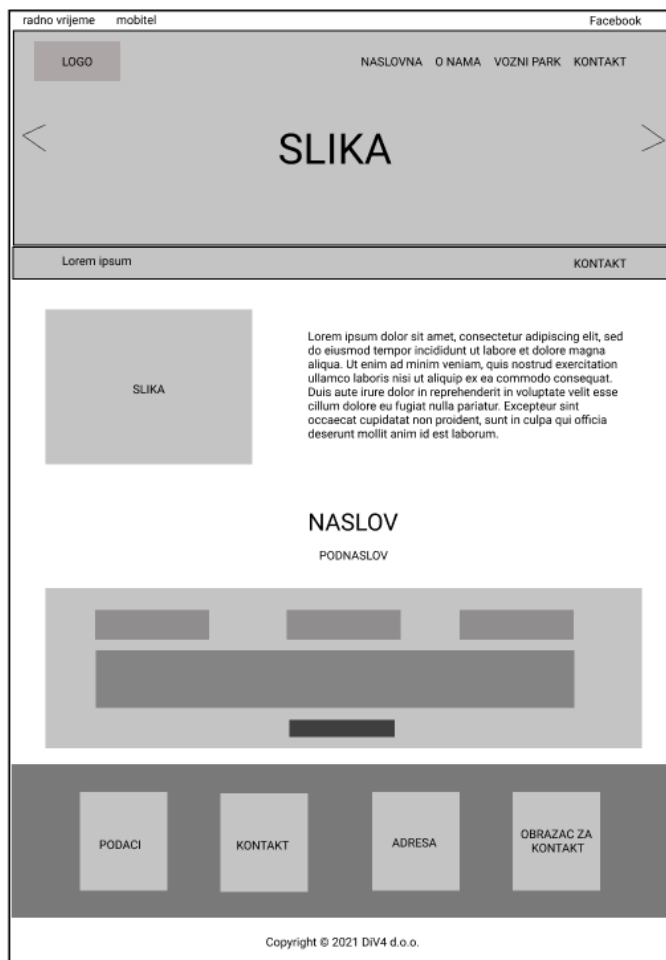 radno vrijeme mobitel Facebook
LOGO NASLOVNA O NAMA VOZNI PARK KONTAKT
SLIKA
Lorem ipsum KONTAKT
SLIKA
Lorem ipsum dolor sit amet, consectetur adipiscing elit, sed
do eiusmod tempor incididunt ut labore et dolore magna
aliqua. Ut enim ad minim veniam, quis nostrud exercitation
ullamco laboris nisi ut aliquip ex ea commodo consequat.
Duis aute irure dolor in reprehenderit in voluptate velit esse
cillum dolore eu fugiat nulla pariatur. Excepteur sint
occaecat cupidatat non proident, sunt in culpa qui officia
deserunt mollit anim id est laborum.
NASLOV
PODNASLOV
PODACI
KONTAKT
ADRESA
OBRAZAC ZA
KONTAKT
Copyright © 2021 DiV4 d.o.o.